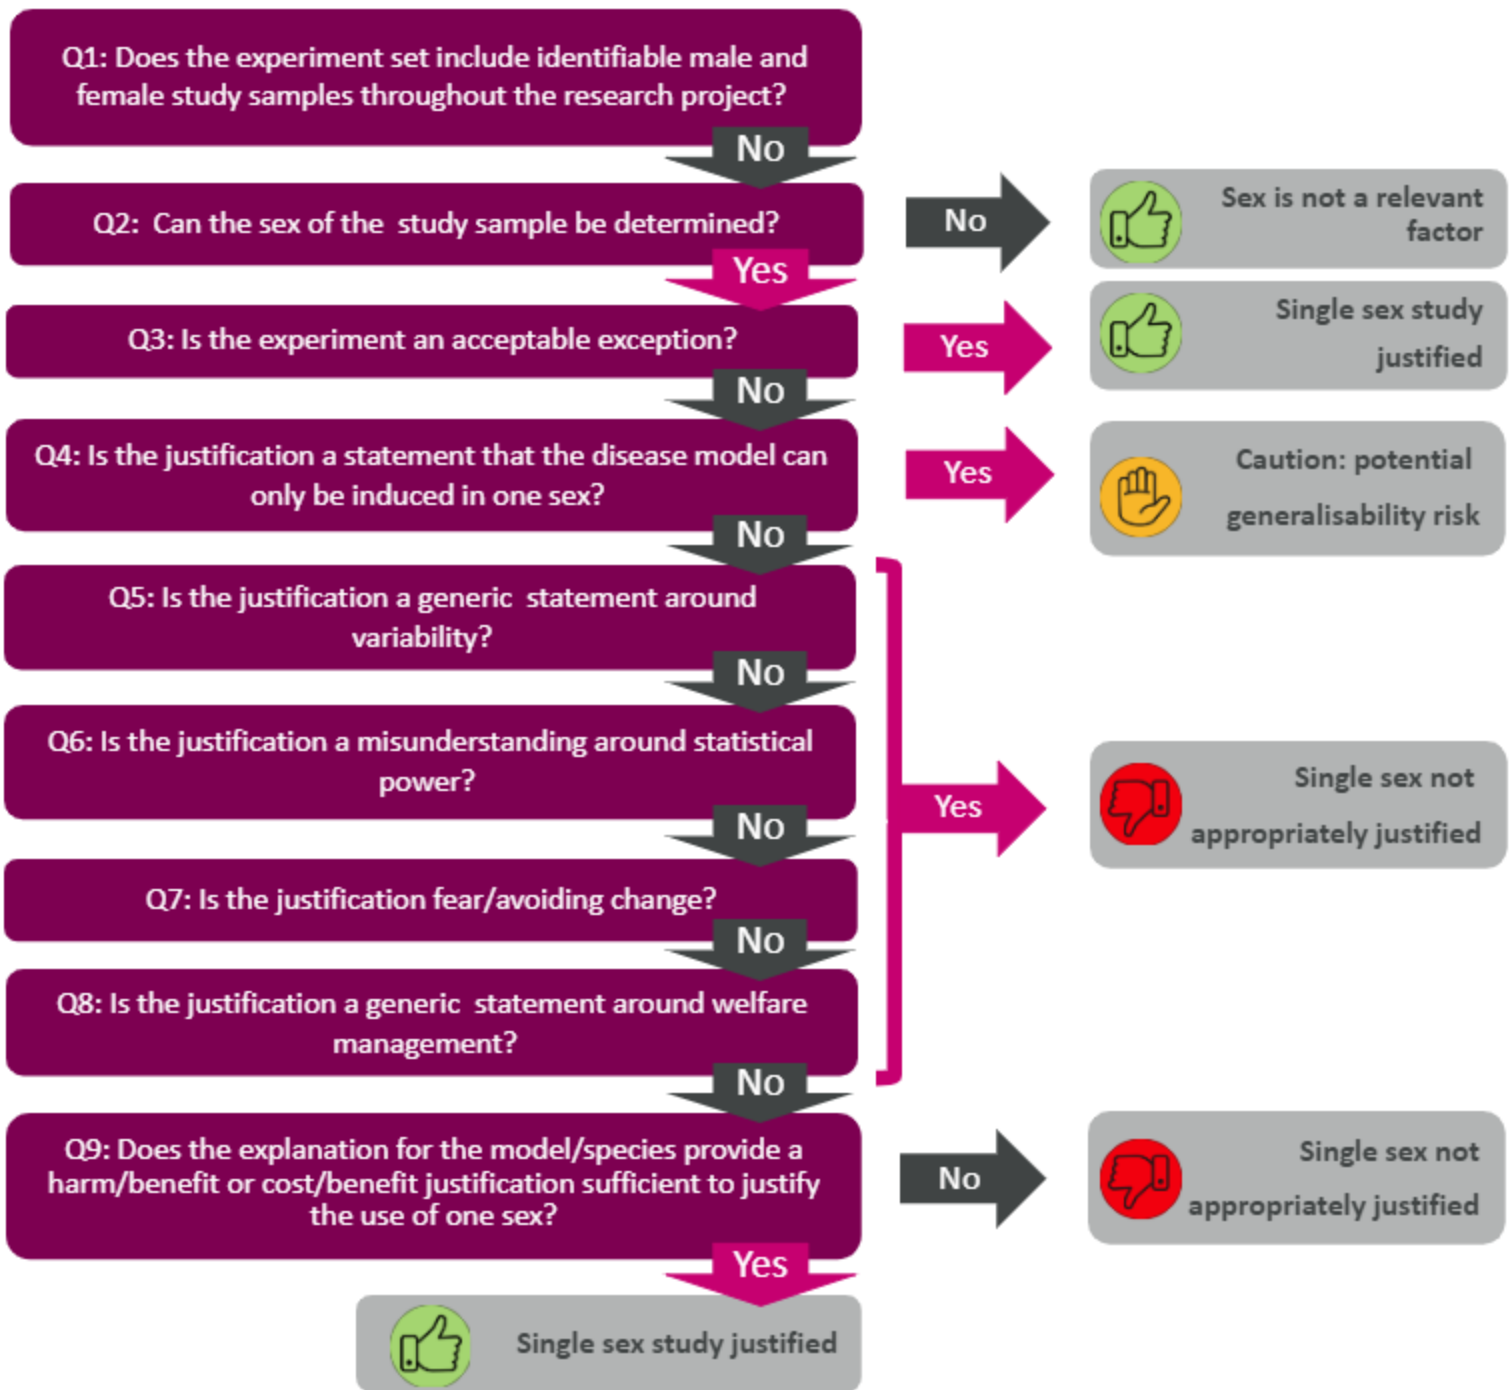 Q1: Does the experiment set include identifiable male and
female study samples throughout the research project?
No
Q2:  Can the sex of the  study sample be determined?
No
Sex is not a relevant
factor
Yes
Q3: Is the experiment an acceptable exception?
Yes
Single sex study
justified
No
Q4: Is the justification a statement that the disease model can
only be induced in one sex?
Yes
Caution: potential
generalisability risk
No
Q5: Is the justification a generic  statement around
variability?
No
Q6: Is the justification a misunderstanding around statistical
power?
Yes
Single sex not
appropriately justified
No
Q7: Is the justification fear/avoiding change?
No
Q8: Is the justification a generic  statement around welfare
management?
No
Q9: Does the explanation for the model/species provide a
harm/benefit or cost/benefit justification sufficient to justify
the use of one sex?
No
Single sex not
appropriately justified
Yes
Single sex study justified